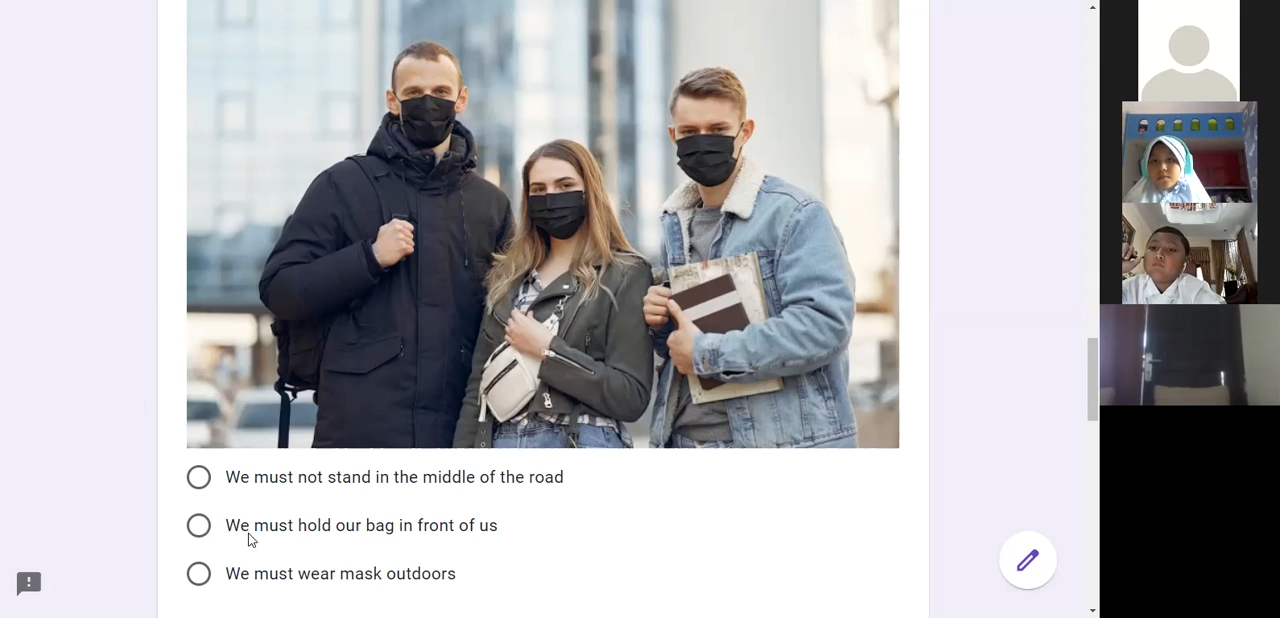 We must not stand in the middle of the road
We must hold our bag in front of us
We must wear mask outdoors